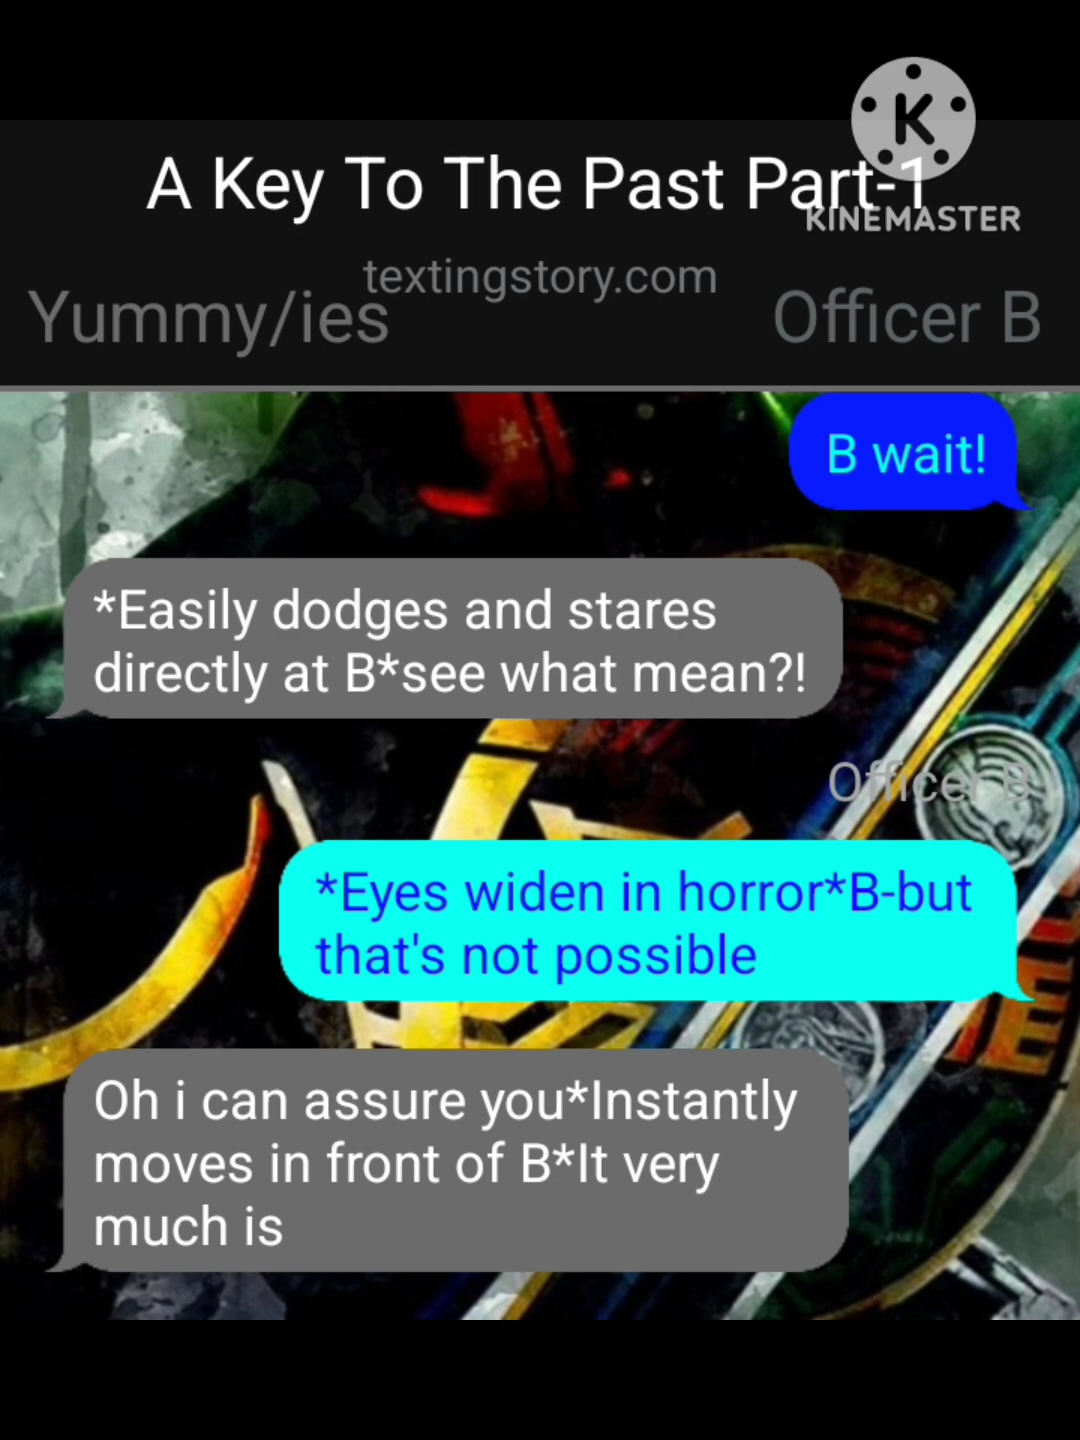 K
A Key To The Past Part-1
KINEMASTER
textingstory.com
Yummy/ies
Officer B
B wait!
*Easily dodges and stares
directly at B*see what mean?!
Officer B
*Eyes widen in horror*B-but
that's not possible
Oh i can assure you*Instantly
moves in front of B*It very
much is